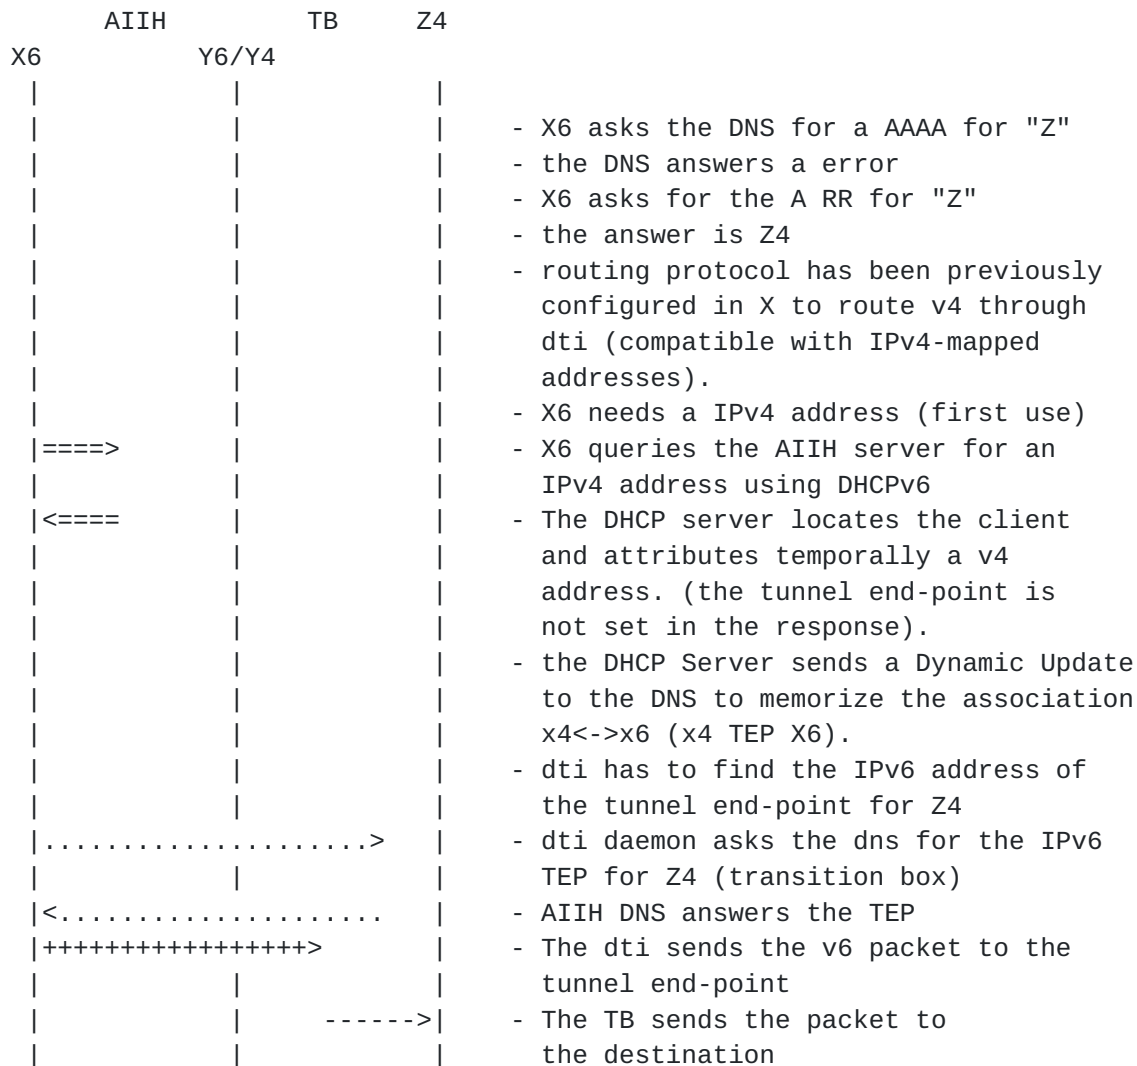 AIIH         TB     Z4
X6          Y6/Y4
 |             |            |
 |             |            |    - X6 asks the DNS for a AAAA for "Z"
 |             |            |    - the DNS answers a error
 |             |            |    - X6 asks for the A RR for "Z"
 |             |            |    - the answer is Z4
 |             |            |    - routing protocol has been previously
 |             |            |      configured in X to route v4 through
 |             |            |      dti (compatible with IPv4-mapped
 |             |            |      addresses).
 |             |            |    - X6 needs a IPv4 address (first use)
 |====>        |            |    - X6 queries the AIIH server for an
 |             |            |      IPv4 address using DHCPv6
 |<====        |            |    - The DHCP server locates the client
 |             |            |      and attributes temporally a v4
 |             |            |      address. (the tunnel end-point is
 |             |            |      not set in the response).
 |             |            |    - the DHCP Server sends a Dynamic Update
 |             |            |      to the DNS to memorize the association
 |             |            |      x4<->x6 (x4 TEP X6).
 |             |            |    - dti has to find the IPv6 address of
 |             |            |      the tunnel end-point for Z4
 |.....................>   |    - dti daemon asks the dns for the IPv6
 |             |            |      TEP for Z4 (transition box)
 |<.....................    |    - AIIH DNS answers the TEP
 |+++++++++++++++++>        |    - The dti sends the v6 packet to the
 |             |            |      tunnel end-point
 |             |     ------>|    - The TB sends the packet to
 |             |            |      the destination